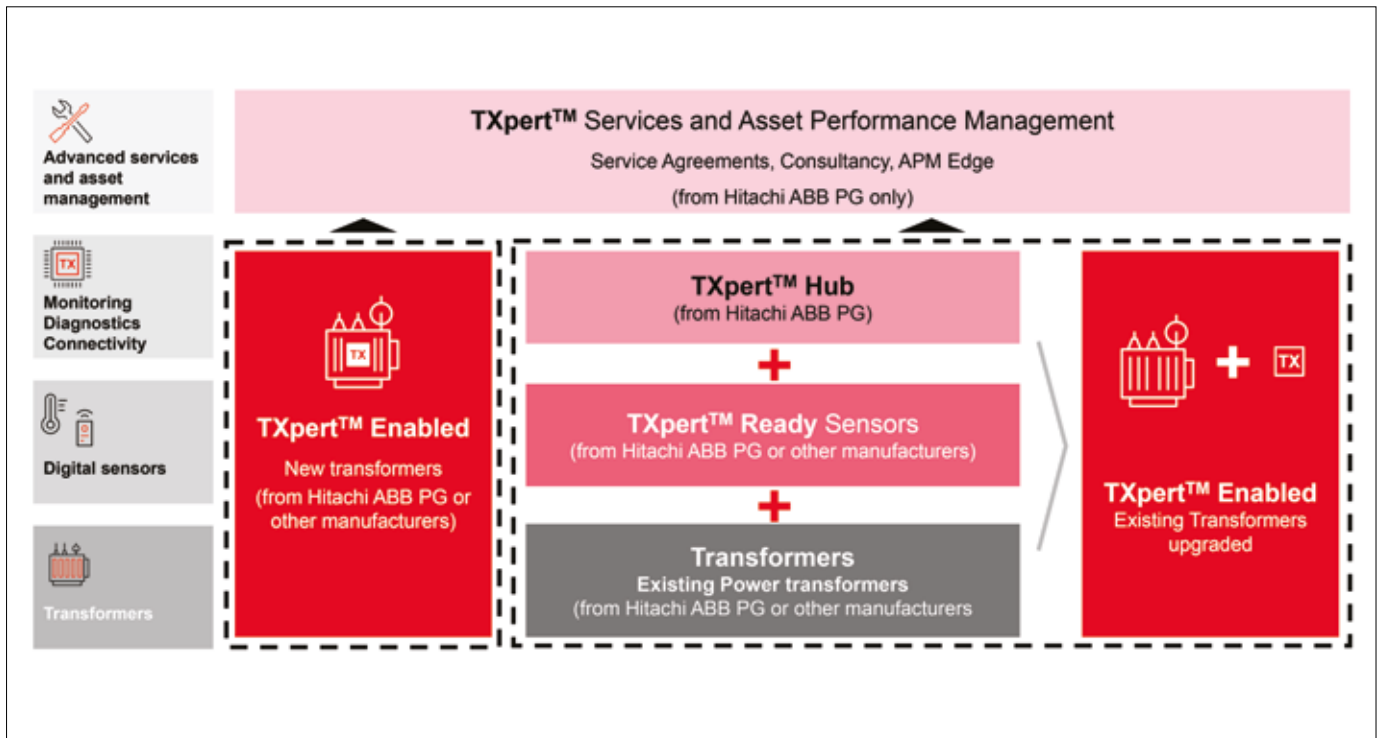 TXpert™ Services and Asset Performance Management
Service Agreements, Consultancy, APM Edge
(from Hitachi ABB PG only)
Advanced services
and asset
management
TX
Monitoring
Diagnostics
Connectivity
Digital sensors
Transformers
TX
TXpert™ Enabled
New transformers
(from Hitachi ABB PG or
other manufacturers)
TXpert™ Hub
(from Hitachi ABB PG)
+
TXpert™ Ready Sensors
(from Hitachi ABB PG or other manufacturers)
+
Transformers
Existing Power transformers
(from Hitachi ABB PG or other manufacturers
+ TX
TXpert™ Enabled
Existing Transformers
upgraded